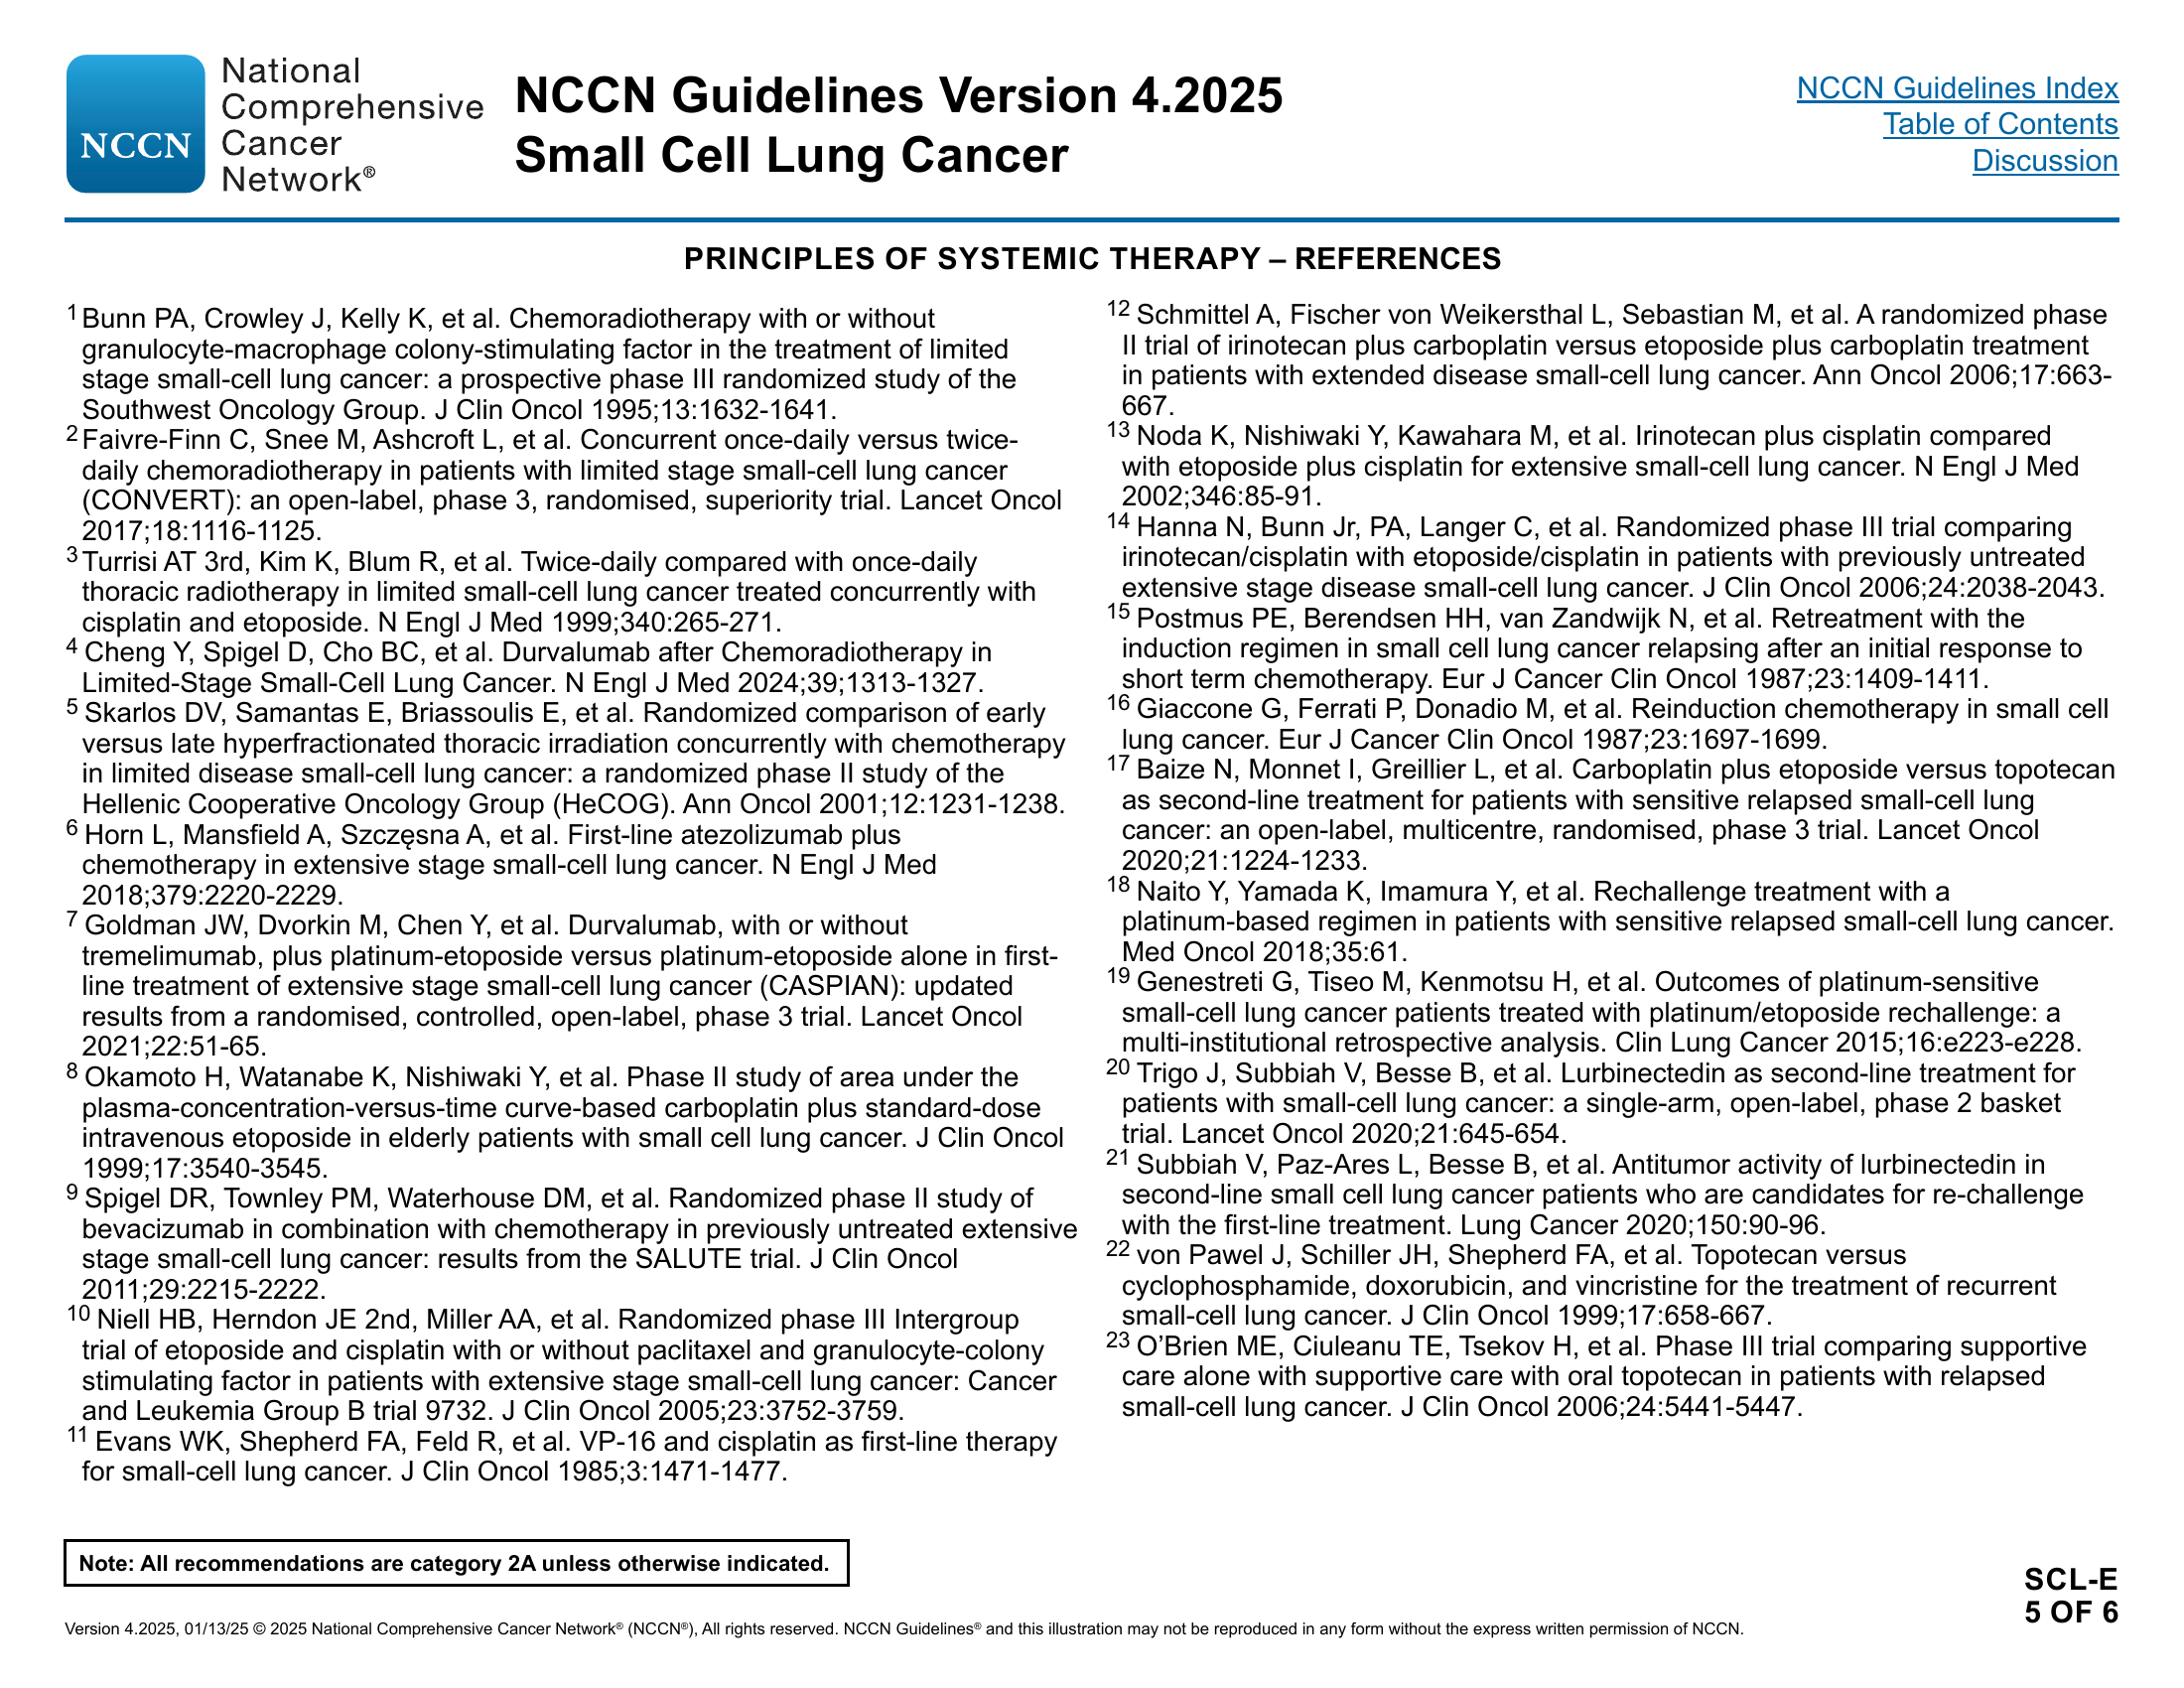 National
Comprehensive
Cancer
Network®
NCCN
NCCN Guidelines Version 4.2025
Small Cell Lung Cancer
NCCN Guidelines Index
Table of Contents
Discussion
PRINCIPLES OF SYSTEMIC THERAPY – REFERENCES
1 Bunn PA, Crowley J, Kelly K, et al. Chemoradiotherapy with or without
granulocyte-macrophage colony-stimulating factor in the treatment of limited
stage small-cell lung cancer: a prospective phase III randomized study of the
Southwest Oncology Group. J Clin Oncol 1995;13:1632-1641.
2 Faivre-Finn C, Snee M, Ashcroft L, et al. Concurrent once-daily versus twice-
daily chemoradiotherapy in patients with limited stage small-cell lung cancer
(CONVERT): an open-label, phase 3, randomised, superiority trial. Lancet Oncol
2017;18:1116-1125.
3 Turrisi AT 3rd, Kim K, Blum R, et al. Twice-daily compared with once-daily
thoracic radiotherapy in limited small-cell lung cancer treated concurrently with
cisplatin and etoposide. N Engl J Med 1999;340:265-271.
4 Cheng Y, Spigel D, Cho BC, et al. Durvalumab after Chemoradiotherapy in
Limited-Stage Small-Cell Lung Cancer. N Engl J Med 2024;39;1313-1327.
5 Skarlos DV, Samantas E, Briassoulis E, et al. Randomized comparison of early
versus late hyperfractionated thoracic irradiation concurrently with chemotherapy
in limited disease small-cell lung cancer: a randomized phase II study of the
Hellenic Cooperative Oncology Group (HeCOG). Ann Oncol 2001;12:1231-1238.
6 Horn L, Mansfield A, Szczęsna A, et al. First-line atezolizumab plus
chemotherapy in extensive stage small-cell lung cancer. N Engl J Med
2018;379:2220-2229.
7 Goldman JW, Dvorkin M, Chen Y, et al. Durvalumab, with or without
tremelimumab, plus platinum-etoposide versus platinum-etoposide alone in first-
line treatment of extensive stage small-cell lung cancer (CASPIAN): updated
results from a randomised, controlled, open-label, phase 3 trial. Lancet Oncol
2021;22:51-65.
8 Okamoto H, Watanabe K, Nishiwaki Y, et al. Phase II study of area under the
plasma-concentration-versus-time curve-based carboplatin plus standard-dose
intravenous etoposide in elderly patients with small cell lung cancer. J Clin Oncol
1999;17:3540-3545.
9 Spigel DR, Townley PM, Waterhouse DM, et al. Randomized phase II study of
bevacizumab in combination with chemotherapy in previously untreated extensive
stage small-cell lung cancer: results from the SALUTE trial. J Clin Oncol
2011;29:2215-2222.
10 Niell HB, Herndon JE 2nd, Miller AA, et al. Randomized phase III Intergroup
trial of etoposide and cisplatin with or without paclitaxel and granulocyte-colony
stimulating factor in patients with extensive stage small-cell lung cancer: Cancer
and Leukemia Group B trial 9732. J Clin Oncol 2005;23:3752-3759.
11 Evans WK, Shepherd FA, Feld R, et al. VP-16 and cisplatin as first-line therapy
for small-cell lung cancer. J Clin Oncol 1985;3:1471-1477.
12 Schmittel A, Fischer von Weikersthal L, Sebastian M, et al. A randomized phase
II trial of irinotecan plus carboplatin versus etoposide plus carboplatin treatment
in patients with extended disease small-cell lung cancer. Ann Oncol 2006;17:663-
667.
13 Noda K, Nishiwaki Y, Kawahara M, et al. Irinotecan plus cisplatin compared
with etoposide plus cisplatin for extensive small-cell lung cancer. N Engl J Med
2002;346:85-91.
14 Hanna N, Bunn Jr, PA, Langer C, et al. Randomized phase III trial comparing
irinotecan/cisplatin with etoposide/cisplatin in patients with previously untreated
extensive stage disease small-cell lung cancer. J Clin Oncol 2006;24:2038-2043.
15 Postmus PE, Berendsen HH, van Zandwijk N, et al. Retreatment with the
induction regimen in small cell lung cancer relapsing after an initial response to
short term chemotherapy. Eur J Cancer Clin Oncol 1987;23:1409-1411.
16 Giaccone G, Ferrati P, Donadio M, et al. Reinduction chemotherapy in small cell
lung cancer. Eur J Cancer Clin Oncol 1987;23:1697-1699.
17 Baize N, Monnet I, Greillier L, et al. Carboplatin plus etoposide versus topotecan
as second-line treatment for patients with sensitive relapsed small-cell lung
cancer: an open-label, multicentre, randomised, phase 3 trial. Lancet Oncol
2020;21:1224-1233.
18 Naito Y, Yamada K, Imamura Y, et al. Rechallenge treatment with a
platinum-based regimen in patients with sensitive relapsed small-cell lung cancer.
Med Oncol 2018;35:61.
19 Genestreti G, Tiseo M, Kenmotsu H, et al. Outcomes of platinum-sensitive
small-cell lung cancer patients treated with platinum/etoposide rechallenge: a
multi-institutional retrospective analysis. Clin Lung Cancer 2015;16:e223-e228.
20 Trigo J, Subbiah V, Besse B, et al. Lurbinectedin as second-line treatment for
patients with small-cell lung cancer: a single-arm, open-label, phase 2 basket
trial. Lancet Oncol 2020;21:645-654.
21 Subbiah V, Paz-Ares L, Besse B, et al. Antitumor activity of lurbinectedin in
second-line small cell lung cancer patients who are candidates for re-challenge
with the first-line treatment. Lung Cancer 2020;150:90-96.
22 von Pawel J, Schiller JH, Shepherd FA, et al. Topotecan versus
cyclophosphamide, doxorubicin, and vincristine for the treatment of recurrent
small-cell lung cancer. J Clin Oncol 1999;17:658-667.
23 O’Brien ME, Ciuleanu TE, Tsekov H, et al. Phase III trial comparing supportive
care alone with supportive care with oral topotecan in patients with relapsed
small-cell lung cancer. J Clin Oncol 2006;24:5441-5447.
Note: All recommendations are category 2A unless otherwise indicated.
SCL-E
5 OF 6
Version 4.2025, 01/13/25 © 2025 National Comprehensive Cancer Network® (NCCN®), All rights reserved. NCCN Guidelines® and this illustration may not be reproduced in any form without the express written permission of NCCN.